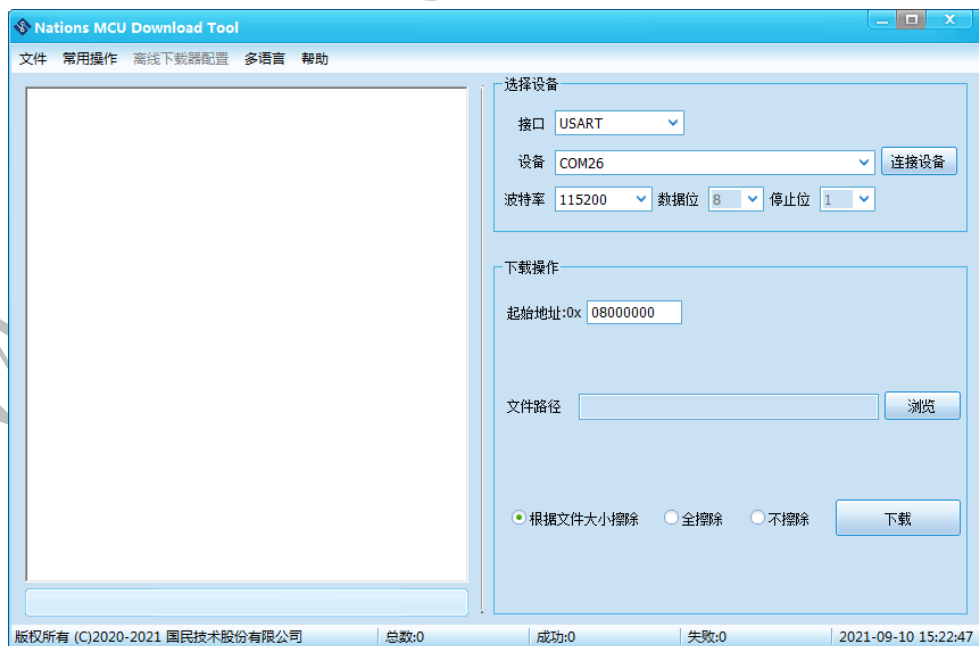 Nations MCU Download Tool
文件 常用操作 离线下载器配置 多语言 帮助
选择设备
接口 USART
设备 COM26 连接设备
波特率 115200 数据位 8 停止位 1
下载操作
起始地址:0x 08000000
文件路径 浏览
根据文件大小擦除 全擦除 不擦除 下载
版权所有 (C)2020-2021 国民技术股份有限公司 总数:0 成功:0 失败:0 2021-09-10 15:22:47